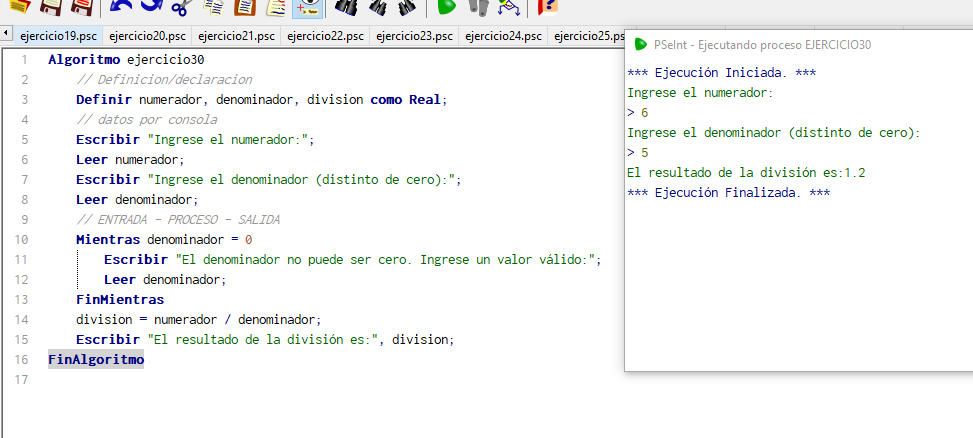 ejercicio19.psc ejercicio20.psc ejercicio21.psc ejercicio22.psc ejercicio23.psc ejercicio24.psc ejercicio25.ps
1 Algoritmo ejercicio30
2 // Definicion/declaracion
3 Definir numerador, denominador, division como Real;
4 // datos por consola
5 Escribir "Ingrese el numerador:";
6 Leer numerador;
7 Escribir "Ingrese el denominador (distinto de cero):";
8 Leer denominador;
9 // ENTRADA - PROCESO - SALIDA
10 Mientras denominador = 0
11 Escribir "El denominador no puede ser cero. Ingrese un valor válido:";
12 Leer denominador;
13 FinMientras
14 division = numerador / denominador;
15 Escribir "El resultado de la división es:", division;
16 FinAlgoritmo
17
PSeInt - Ejecutando proceso EJERCICIO30
*** Ejecución Iniciada. ***
Ingrese el numerador:
> 6
Ingrese el denominador (distinto de cero):
> 5
El resultado de la división es:1.2
*** Ejecución Finalizada. ***